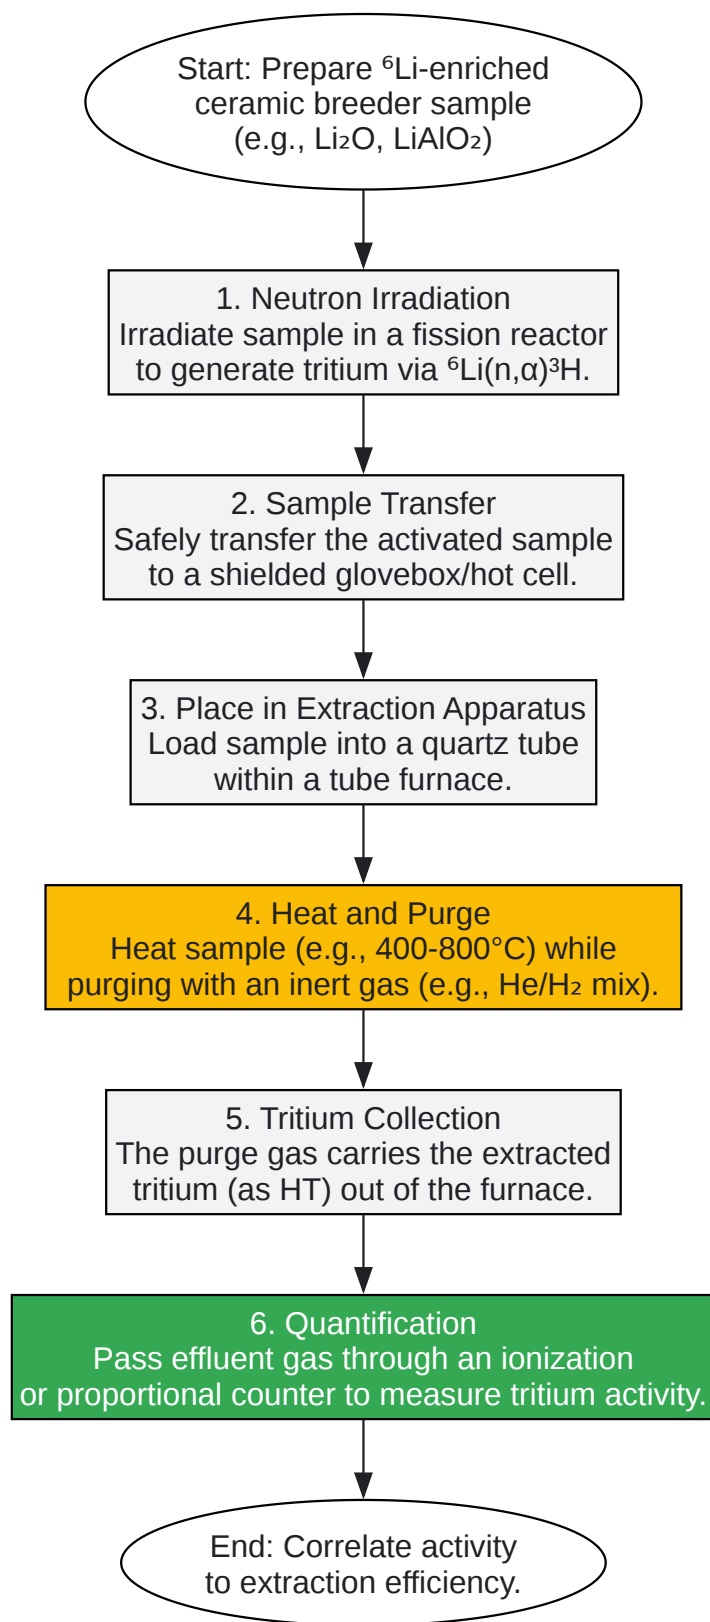 Start: Prepare ⁶Li-enriched
ceramic breeder sample
(e.g., Li₂O, LiAlO₂)
1. Neutron Irradiation
Irradiate sample in a fission reactor
to generate tritium via ⁶Li(n,α)³H.
2. Sample Transfer
Safely transfer the activated sample
to a shielded glovebox/hot cell.
3. Place in Extraction Apparatus
Load sample into a quartz tube
within a tube furnace.
4. Heat and Purge
Heat sample (e.g., 400-800°C) while
purging with an inert gas (e.g., He/H₂ mix).
5. Tritium Collection
The purge gas carries the extracted
tritium (as HT) out of the furnace.
6. Quantification
Pass effluent gas through an ionization
or proportional counter to measure tritium activity.
End: Correlate activity
to extraction efficiency.